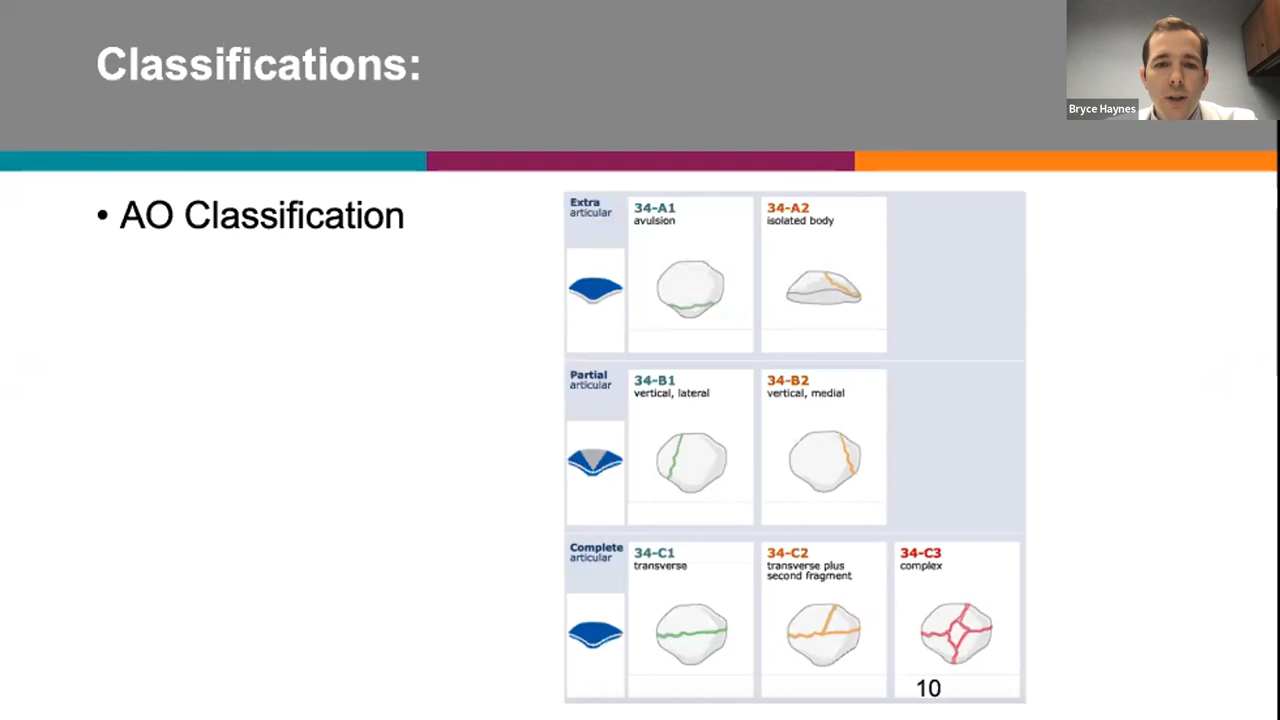 Classifications:
Bryce Haynes
• AO Classification
Extra
articular
34-A1
avulsion
34-A2
isolated body
Partial
articular
34-B1
vertical, lateral
34-B2
vertical, medial
Complete
articular
34-C1
transverse
34-C2
transverse plus
second fragment
34-C3
complex
10